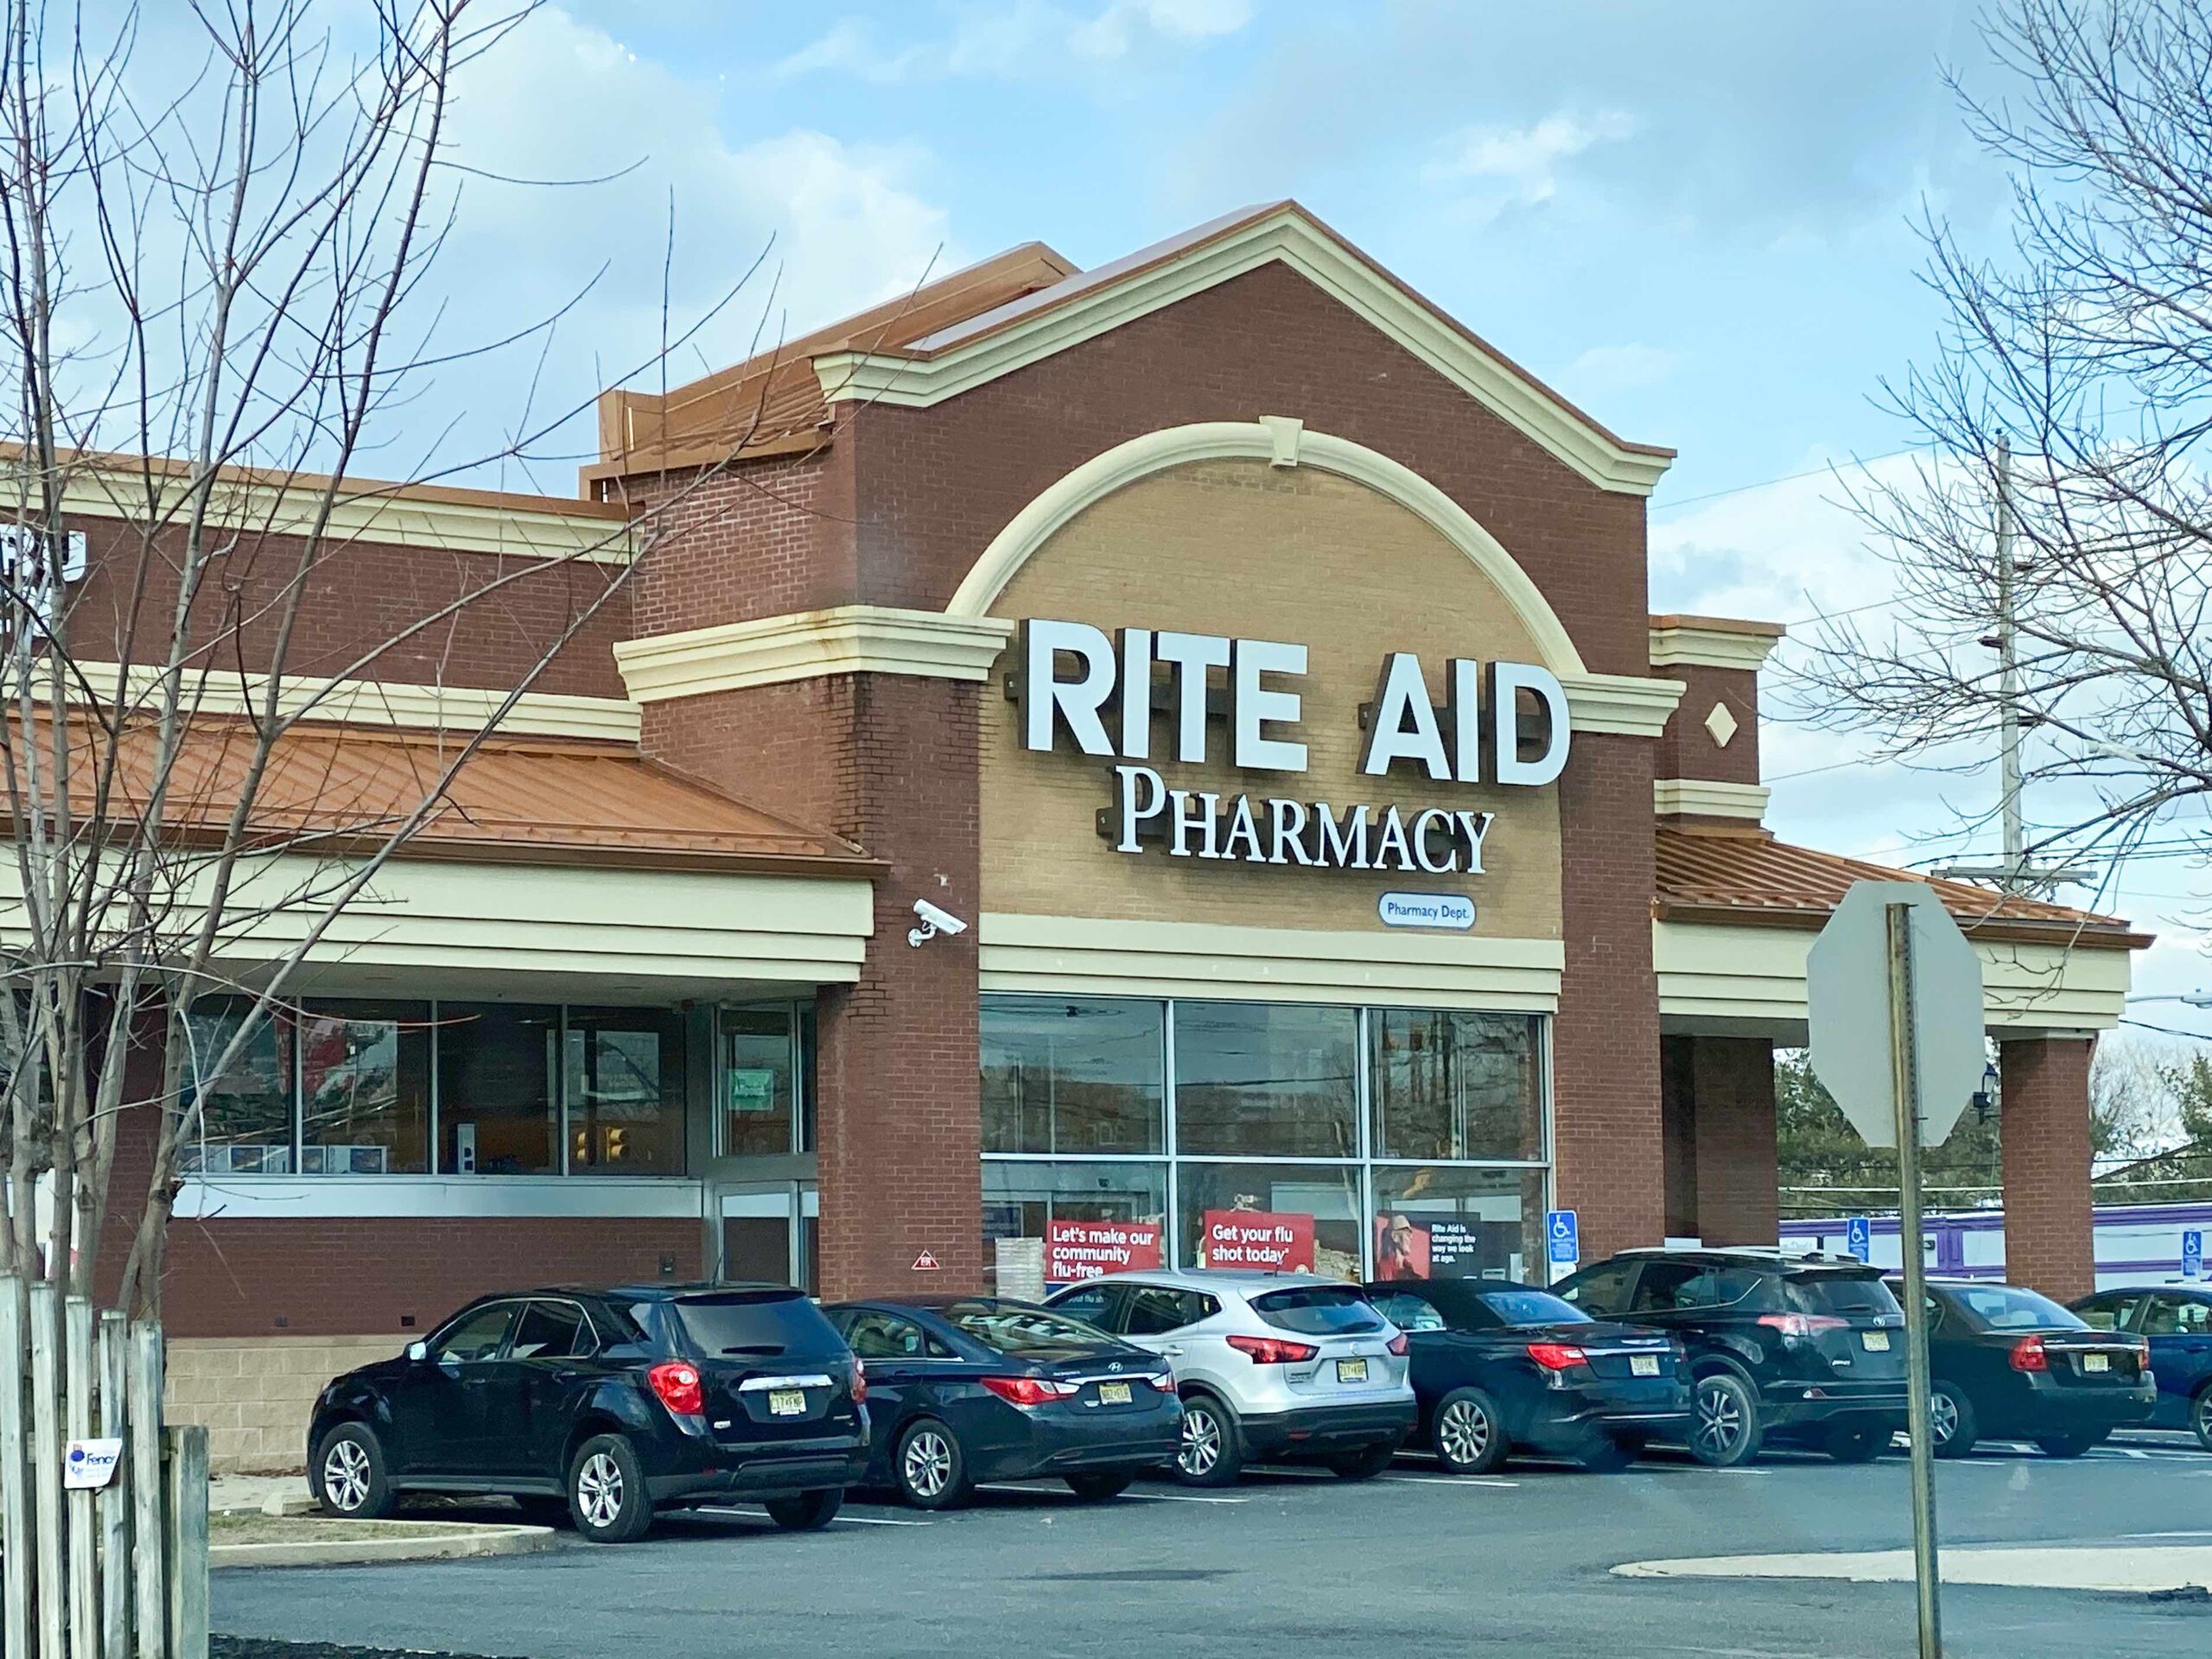 RITE AID
PHARMACY
Pharmacy Dept.
Let's make our
community
flu-free
Get your flu
shot today*
Rite Aid is
changing the
way we look
at age.
Fence